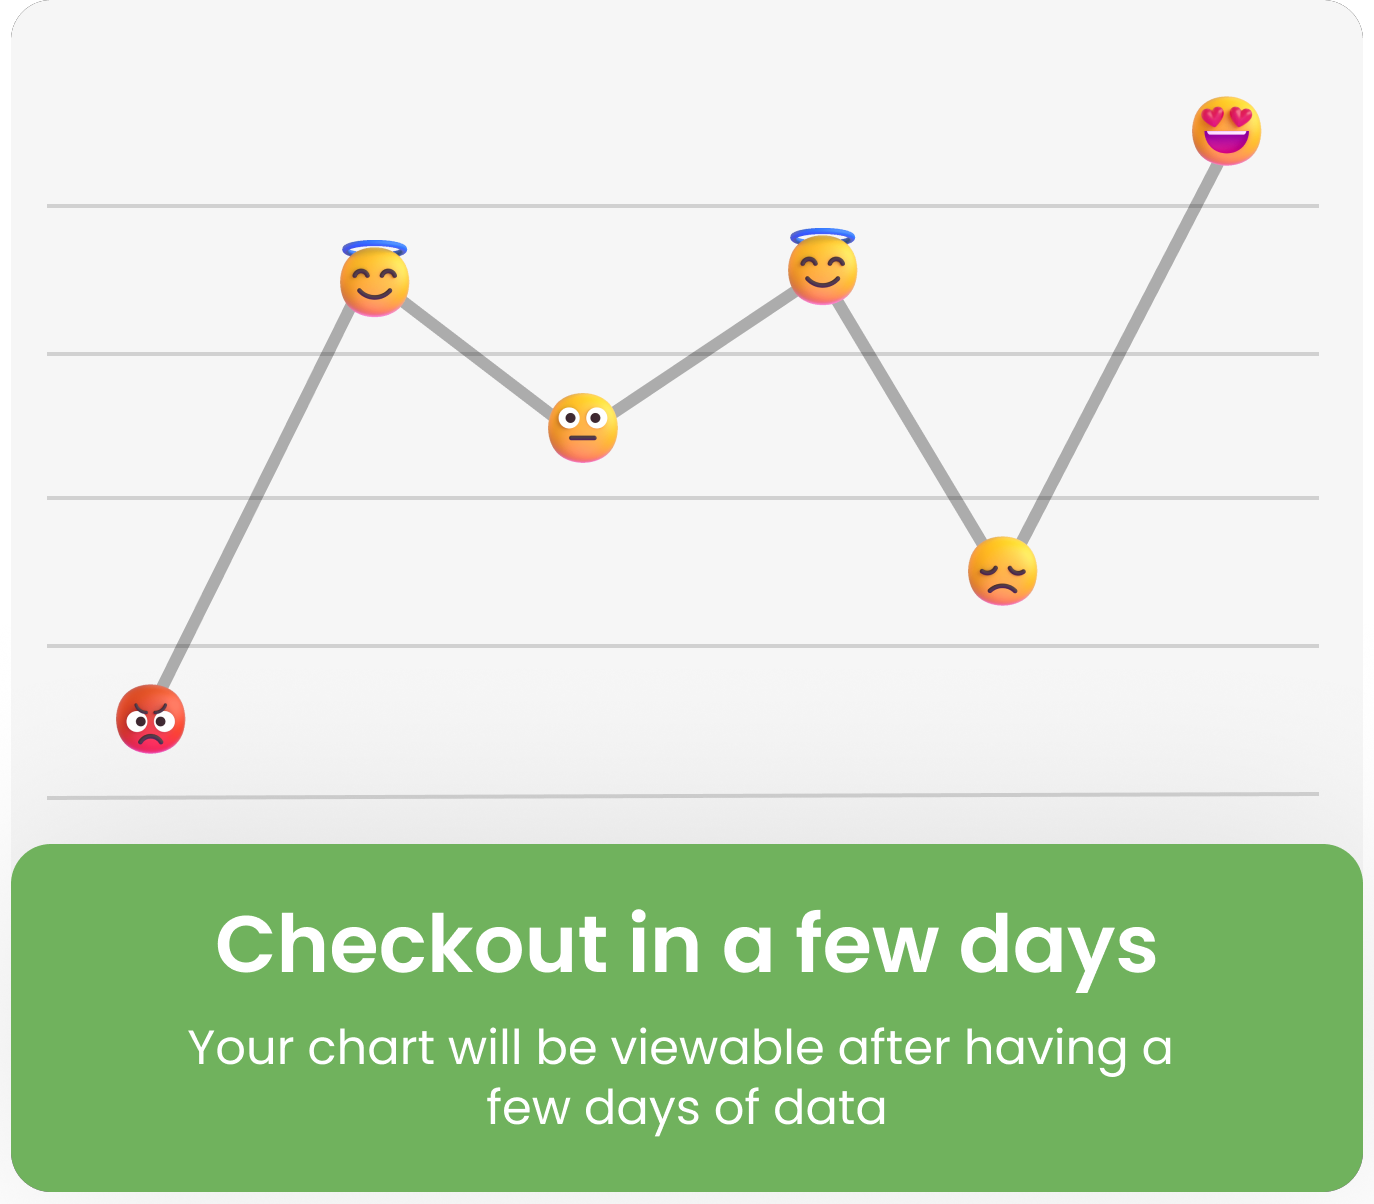 Checkout in a few days
Your chart will be viewable after having a
few days of data